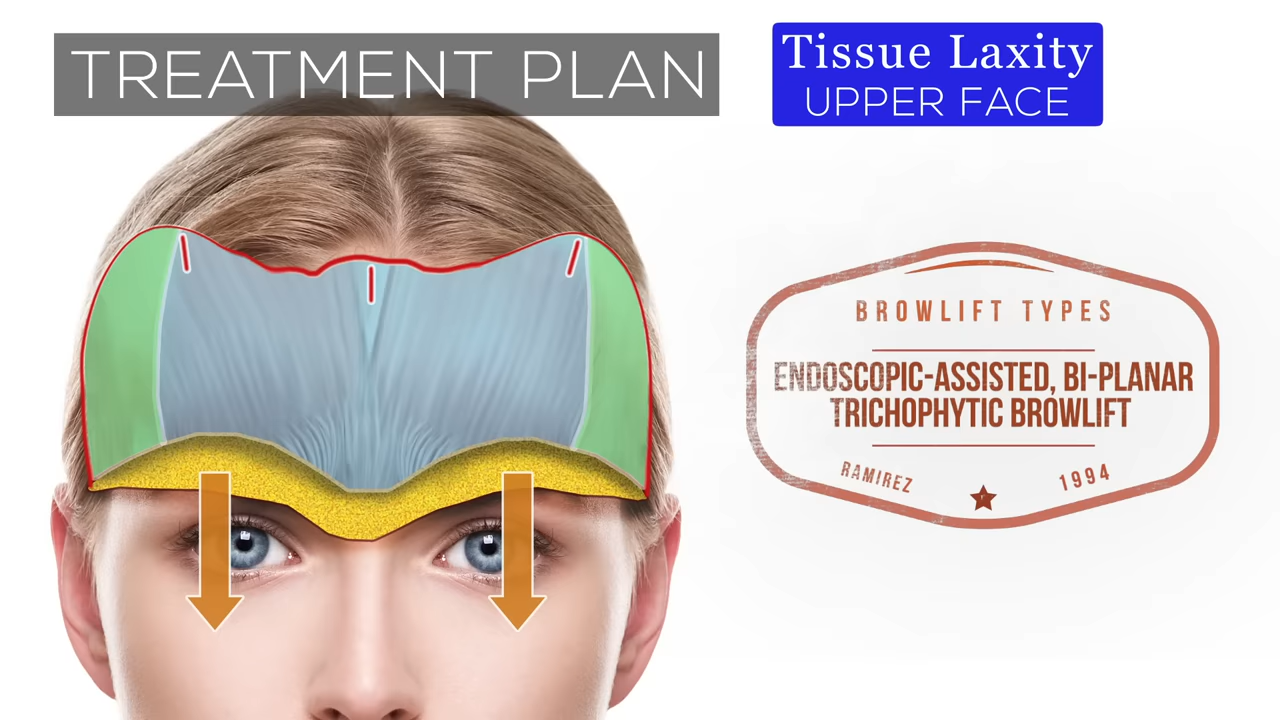 TREATMENT PLAN
Tissue Laxity
UPPER FACE
BROWLIFT TYPES
ENDOSCOPIC-ASSISTED, BI-PLANAR
TRICHOPHYTIC BROWLIFT
RAMIREZ 1994